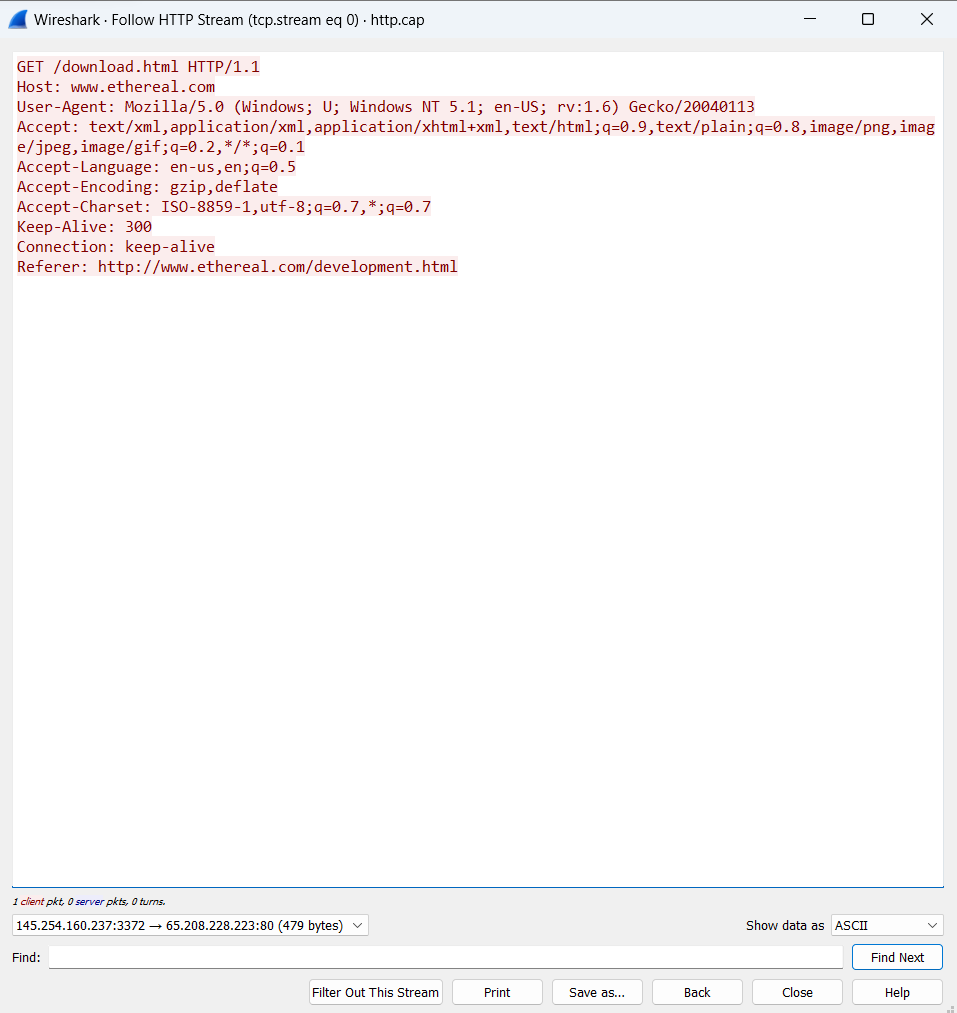 Wireshark · Follow HTTP Stream (tcp.stream eq 0) · http.cap
GET /download.html HTTP/1.1
Host: www.ethereal.com
User-Agent: Mozilla/5.0 (Windows; U; Windows NT 5.1; en-US; rv:1.6) Gecko/20040113
Accept: text/xml,application/xml,application/xhtml+xml,text/html;q=0.9,text/plain;q=0.8,image/png,imag
e/jpeg,image/gif;q=0.2,*/*;q=0.1
Accept-Language: en-us,en;q=0.5
Accept-Encoding: gzip,deflate
Accept-Charset: ISO-8859-1,utf-8;q=0.7,*;q=0.7
Keep-Alive: 300
Connection: keep-alive
Referer: http://www.ethereal.com/development.html
1 client pkt, 0 server pkts, 0 turns.
145.254.160.237:3372 → 65.208.228.223:80 (479 bytes) Show data as ASCII
Find: Find Next
Filter Out This Stream Print Save as... Back Close Help